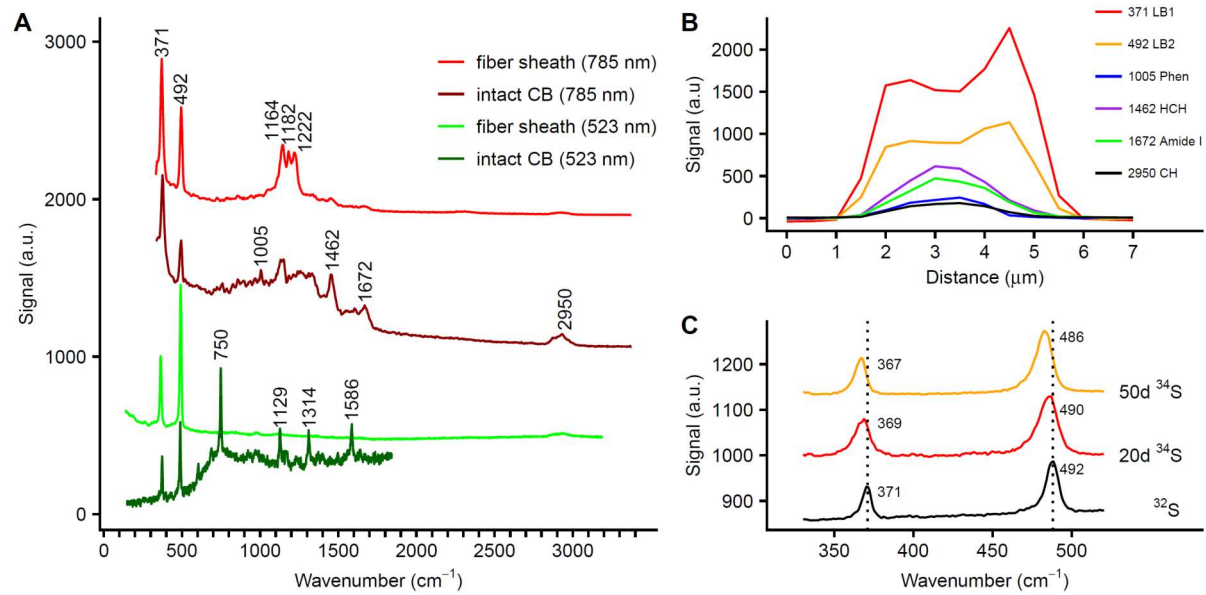 A
3000
2000
1000
0
Signal (a.u.)
371
492
1164
1182
1222
fiber sheath (785 nm)
intact CB (785 nm)
fiber sheath (523 nm)
intact CB (523 nm)
1005
1462
1672
2950
750
1129
1314
1586
0 500 1000 1500 2000 2500 3000
Wavenumber (cm⁻¹)
B
2000
1500
1000
500
0
Signal (a.u)
371 LB1
492 LB2
1005 Phen
1462 HCH
1672 Amide I
2950 CH
0 1 2 3 4 5 6 7
Distance (μm)
C
1200
1100
1000
900
Signal (a.u.)
367
486
50d ³⁴S
369
490
20d ³⁴S
371
492
³²S
350 400 450 500
Wavenumber (cm⁻¹)